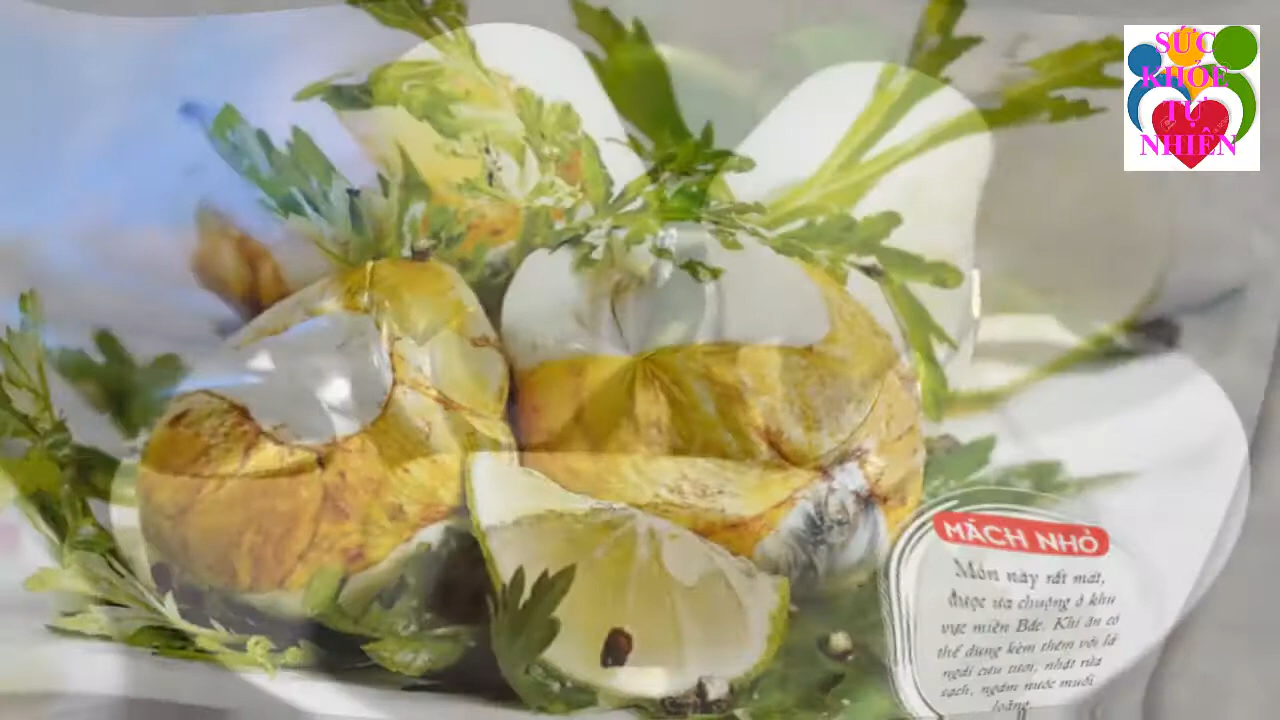 SỨC
KHỎE
TỰ
NHIÊN
MÁCH NHỎ
Món này rất mát,
được ưa chuộng ở khu
vực miền Bắc. Khi ăn có
thể dùng kèm thêm với lá
ngải cứu tươi, nhặt rửa
sạch, ngâm nước muối
loãng.